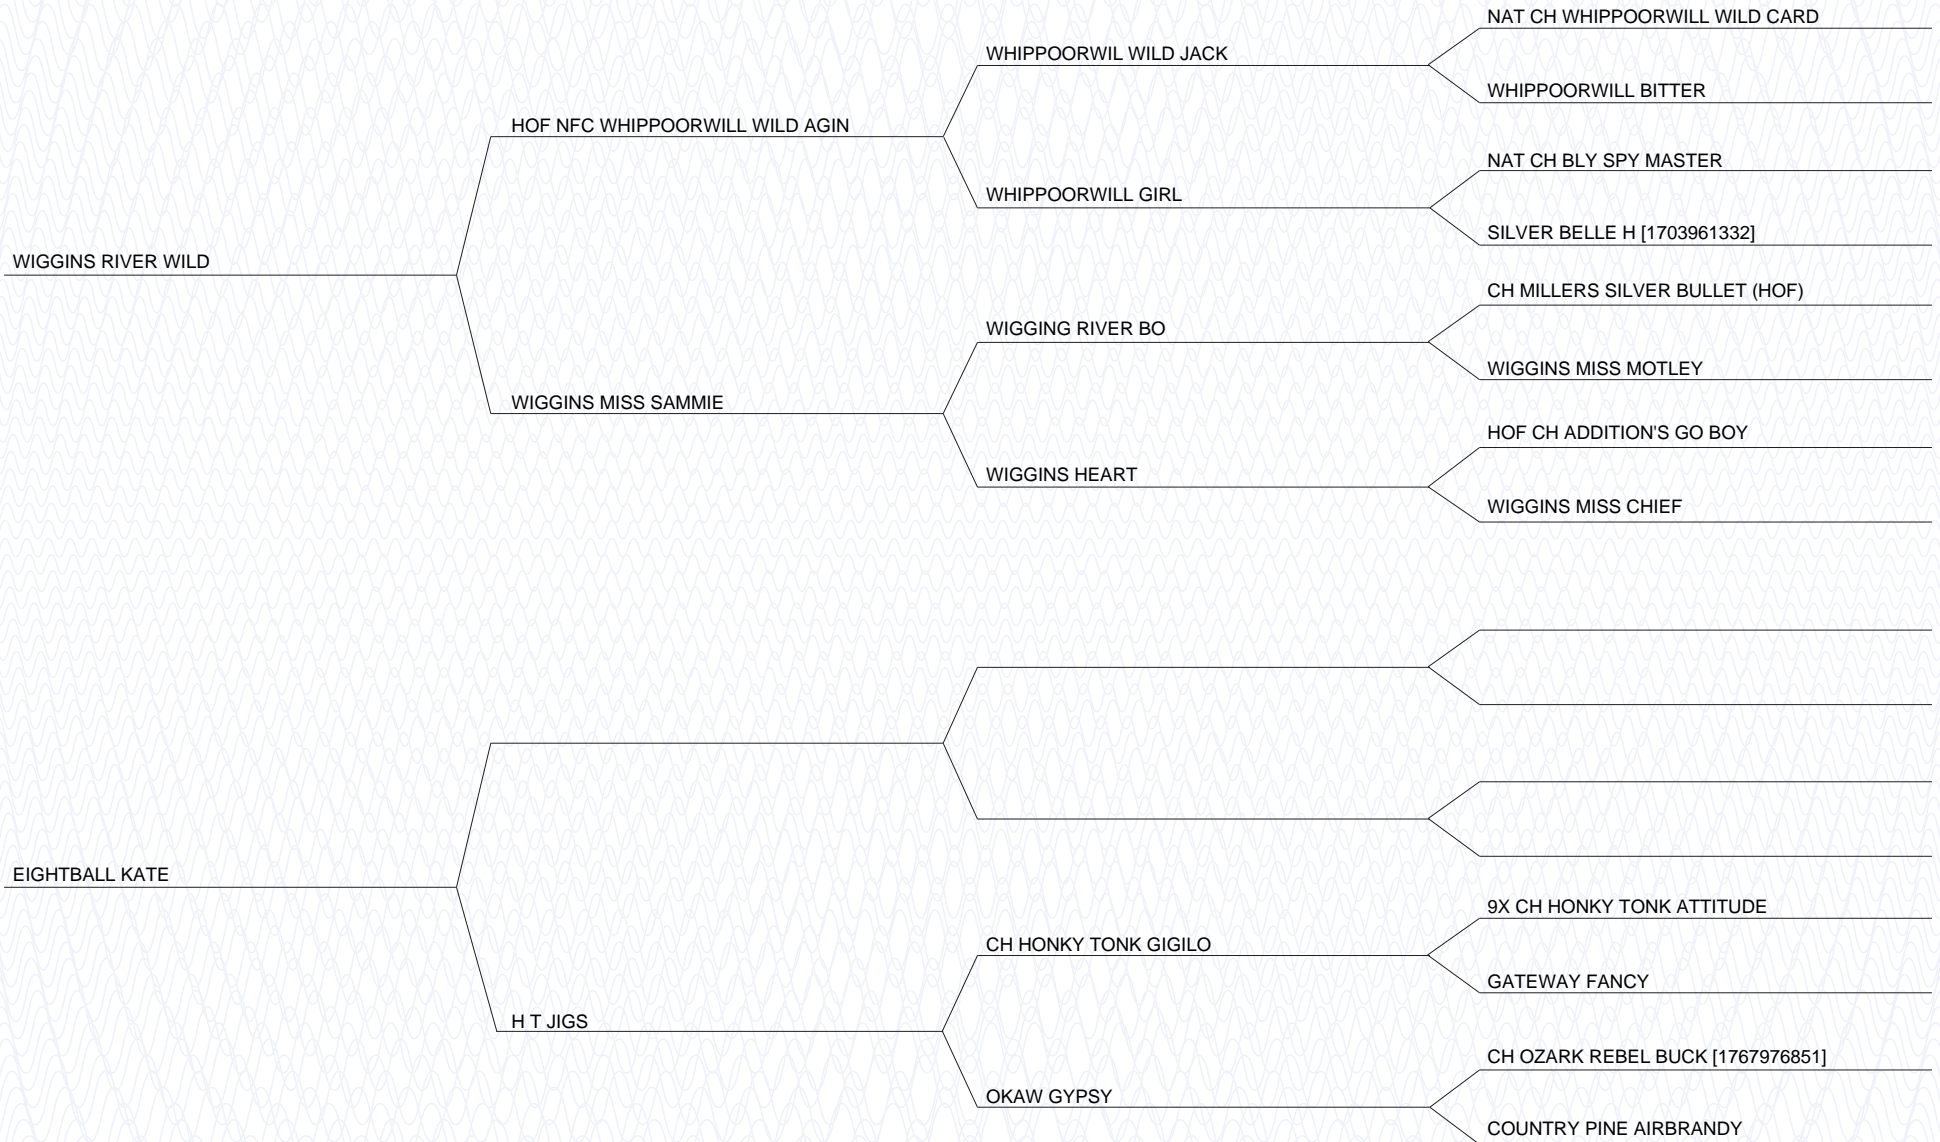 NAT CH WHIPPOORWILL WILD CARD
WHIPPOORWIL WILD JACK
WHIPPOORWILL BITTER
HOF NFC WHIPPOORWILL WILD AGIN
NAT CH BLY SPY MASTER
WHIPPOORWILL GIRL
SILVER BELLE H [1703961332]
WIGGINS RIVER WILD
CH MILLERS SILVER BULLET (HOF)
WIGGING RIVER BO
WIGGINS MISS MOTLEY
WIGGINS MISS SAMMIE
HOF CH ADDITION'S GO BOY
WIGGINS HEART
WIGGINS MISS CHIEF
EIGHTBALL KATE
9X CH HONKY TONK ATTITUDE
CH HONKY TONK GIGILO
GATEWAY FANCY
H T JIGS
CH OZARK REBEL BUCK [1767976851]
OKAW GYPSY
COUNTRY PINE AIRBRANDY